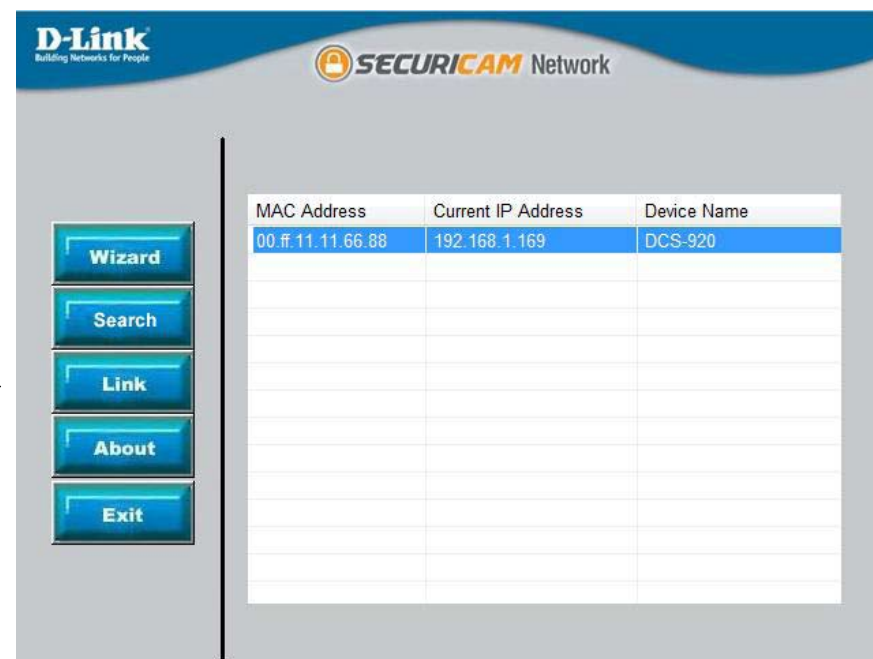 D-Link
Building Networks for People
SECURICAM Network
MAC Address Current IP Address Device Name
00.ff.11.11.66.88 192.168.1.169 DCS-920
Wizard
Search
Link
About
Exit